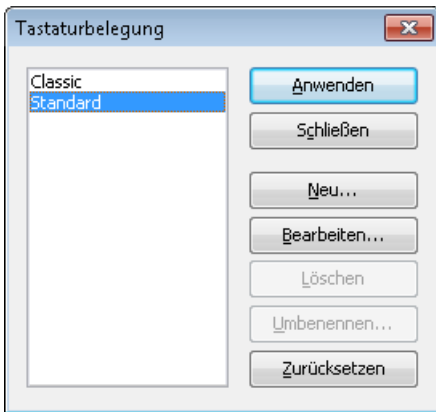 Tastaturbelegung
Classic
Standard
Anwenden
Schließen
Neu...
Bearbeiten...
Löschen
Umbenennen...
Zurücksetzen